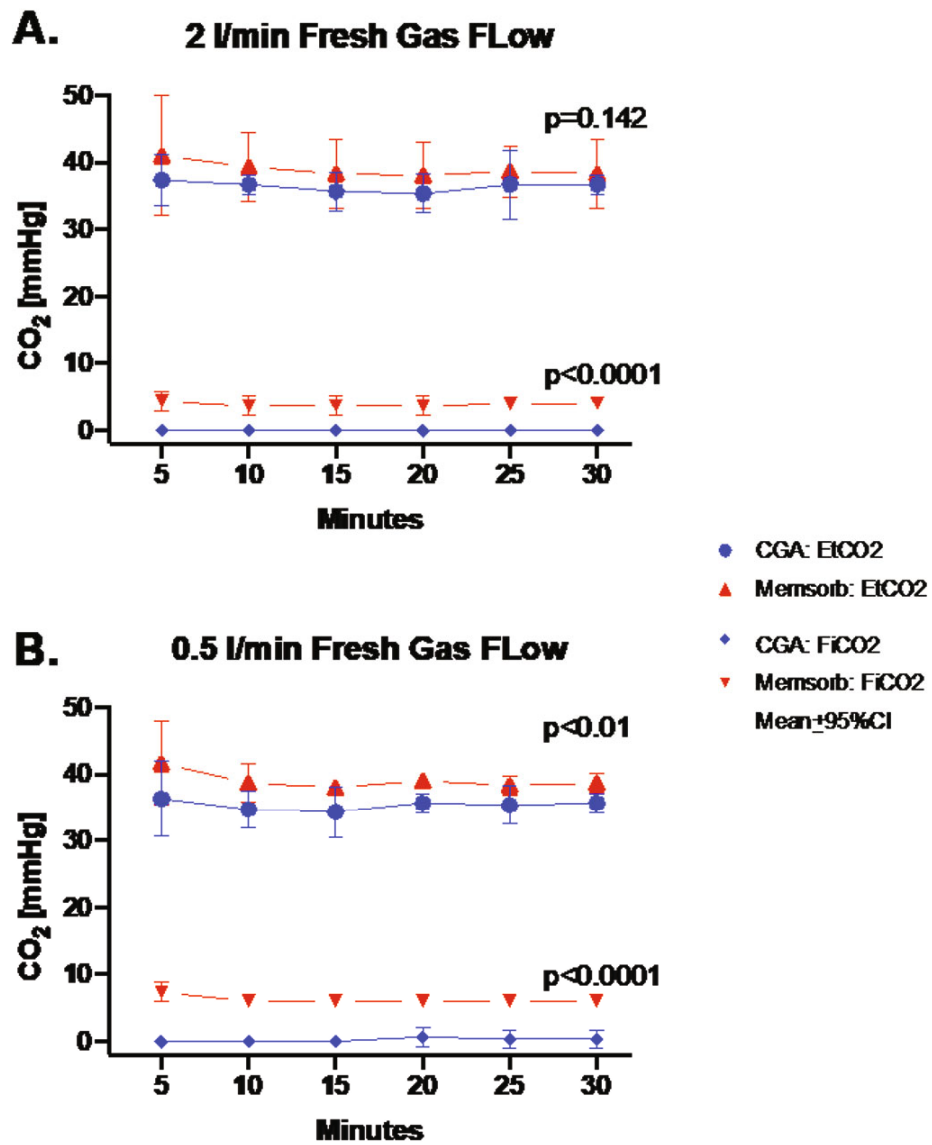 A.
2 l/min Fresh Gas FLow
50
40
30
20
10
0
CO2 [mmHg]
p=0.142
p<0.0001
5 10 15 20 25 30
Minutes
CGA: EtCO2
Memsorb: EtCO2
CGA: FiCO2
Memsorb: FiCO2
Mean±95%CI
B.
0.5 l/min Fresh Gas FLow
50
40
30
20
10
0
CO2 [mmHg]
p<0.01
p<0.0001
5 10 15 20 25 30
Minutes